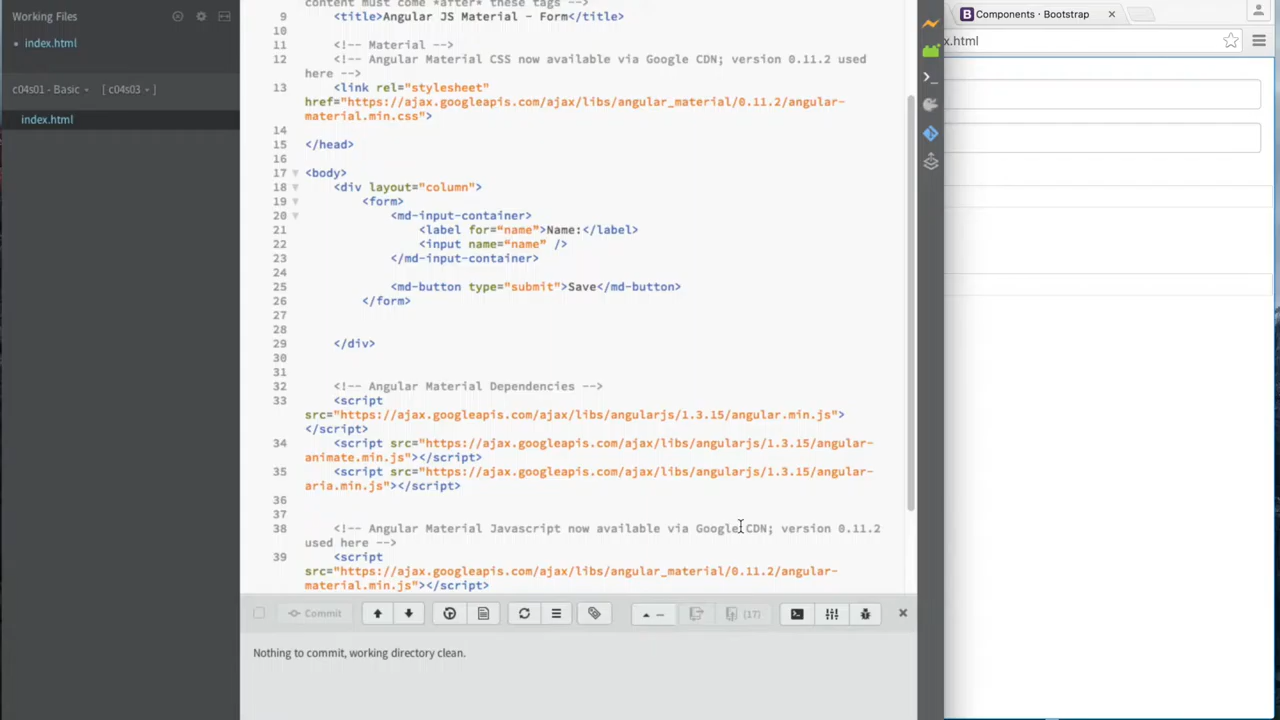 Working Files
index.html
c04s01 - Basic [ c04s03 ]
index.html
content must come *after* these tags -->
9 <title>Angular JS Material - Form</title>
10
11 <!-- Material -->
12 <!-- Angular Material CSS now available via Google CDN; version 0.11.2 used
here -->
13 <link rel="stylesheet"
href="https://ajax.googleapis.com/ajax/libs/angular_material/0.11.2/angular-
material.min.css">
14
15 </head>
16
17 <body>
18 <div layout="column">
19 <form>
20 <md-input-container>
21 <label for="name">Name:</label>
22 <input name="name" />
23 </md-input-container>
24
25 <md-button type="submit">Save</md-button>
26 </form>
27
28
29 </div>
30
31
32 <!-- Angular Material Dependencies -->
33 <script
src="https://ajax.googleapis.com/ajax/libs/angularjs/1.3.15/angular.min.js">
</script>
34 <script src="https://ajax.googleapis.com/ajax/libs/angularjs/1.3.15/angular-
animate.min.js"></script>
35 <script src="https://ajax.googleapis.com/ajax/libs/angularjs/1.3.15/angular-
aria.min.js"></script>
36
37
38 <!-- Angular Material Javascript now available via Google CDN; version 0.11.2
used here -->
39 <script
src="https://ajax.googleapis.com/ajax/libs/angular_material/0.11.2/angular-
material.min.js"></script>
Commit
(17)
Nothing to commit, working directory clean.
B Components · Bootstrap
x.html